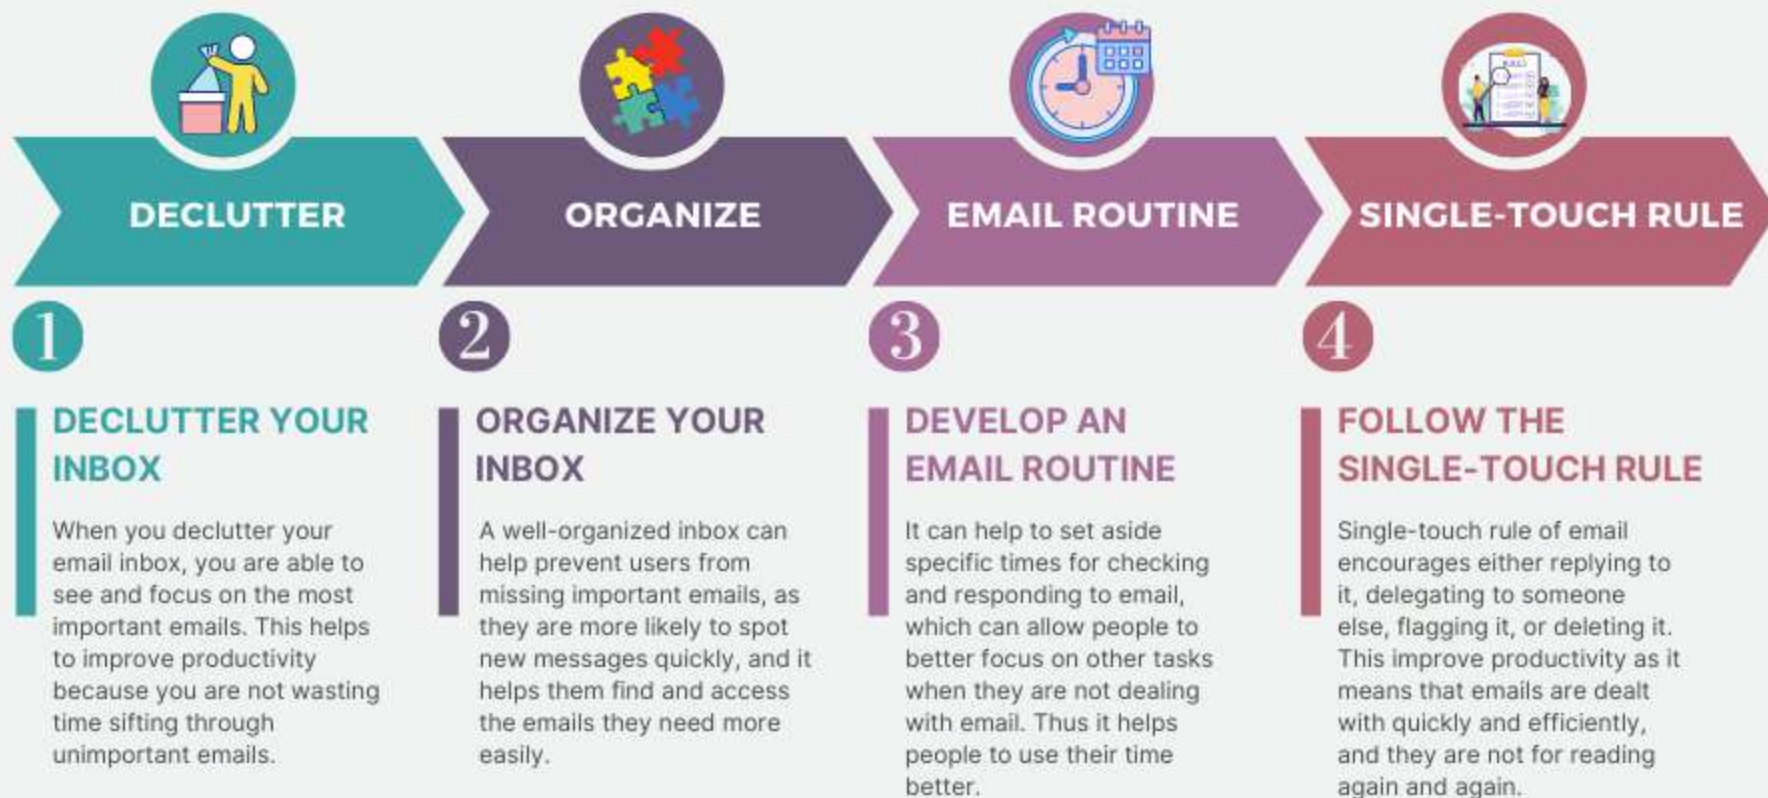 DECLUTTER
ORGANIZE
EMAIL ROUTINE
SINGLE-TOUCH RULE
1
DECLUTTER YOUR
INBOX
When you declutter your
email inbox, you are able to
see and focus on the most
important emails. This helps
to improve productivity
because you are not wasting
time sifting through
unimportant emails.
2
ORGANIZE YOUR
INBOX
A well-organized inbox can
help prevent users from
missing important emails, as
they are more likely to spot
new messages quickly, and it
helps them find and access
the emails they need more
easily.
3
DEVELOP AN
EMAIL ROUTINE
It can help to set aside
specific times for checking
and responding to email,
which can allow people to
better focus on other tasks
when they are not dealing
with email. Thus it helps
people to use their time
better.
4
FOLLOW THE
SINGLE-TOUCH RULE
Single-touch rule of email
encourages either replying to
it, delegating to someone
else, flagging it, or deleting it.
This improve productivity as it
means that emails are dealt
with quickly and efficiently,
and they are not for reading
again and again.